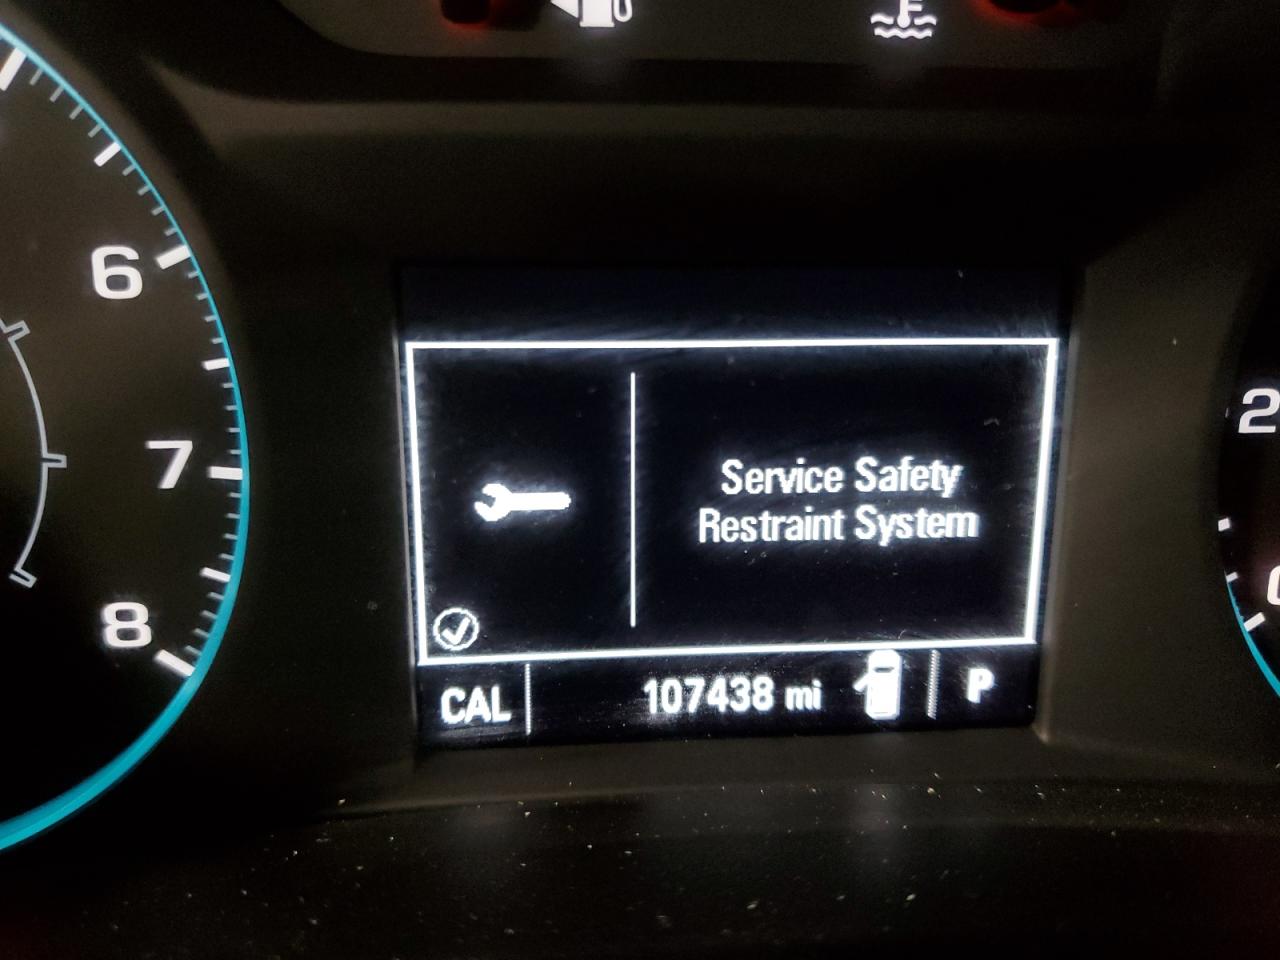 6
7
8
Service Safety
Restraint System
CAL
107438 mi
P
2